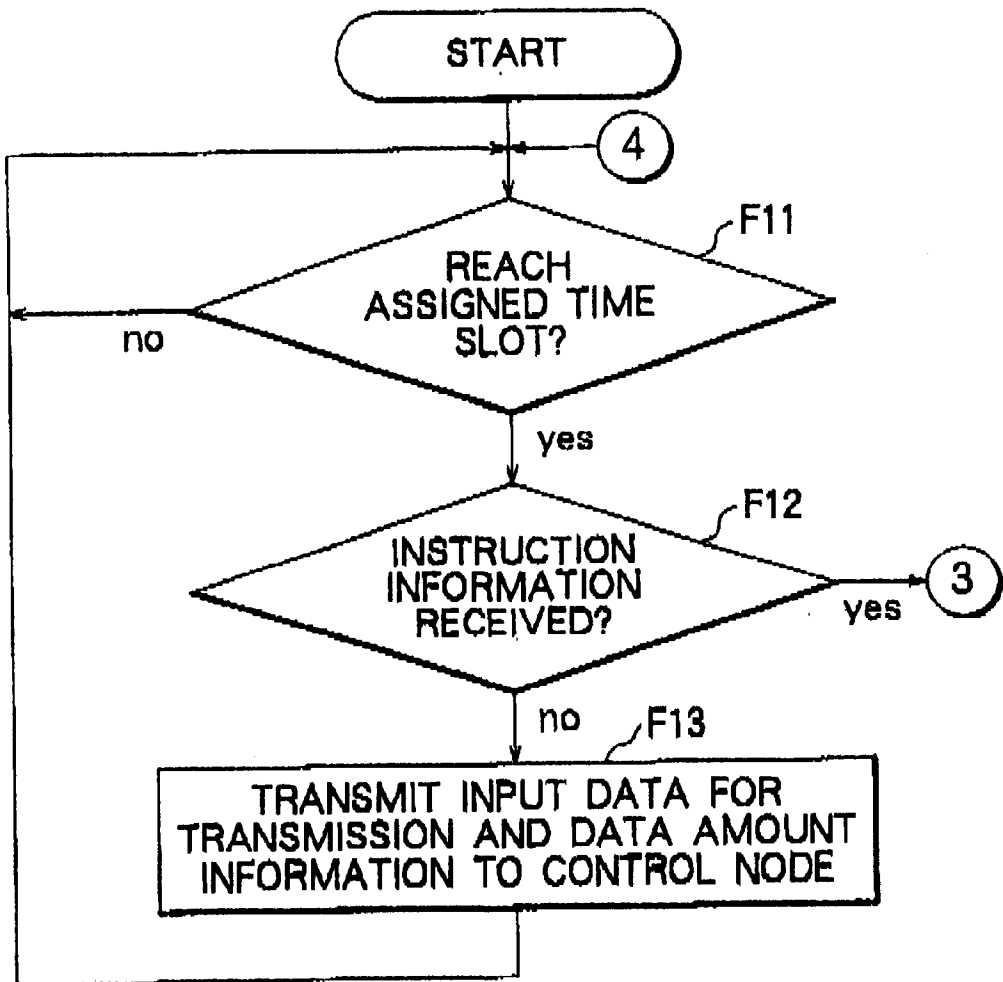 START
4
F11
REACH
ASSIGNED TIME
SLOT?
no
yes
F12
INSTRUCTION
INFORMATION
RECEIVED?
3
yes
no
F13
TRANSMIT INPUT DATA FOR
TRANSMISSION AND DATA AMOUNT
INFORMATION TO CONTROL NODE